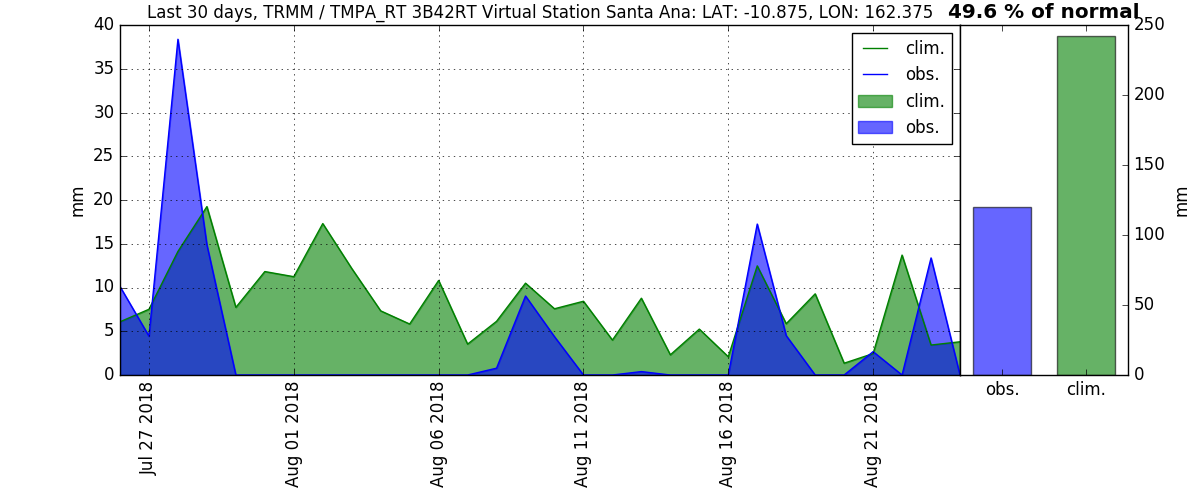 Last 30 days, TRMM / TMPA_RT 3B42RT Virtual Station Santa Ana: LAT: -10.875, LON: 162.375
49.6 % of normal
mm
40
35
30
25
20
15
10
5
0
clim.
obs.
clim.
obs.
Jul 27 2018
Aug 01 2018
Aug 06 2018
Aug 11 2018
Aug 16 2018
Aug 21 2018
250
200
150
100
50
0
mm
obs.
clim.